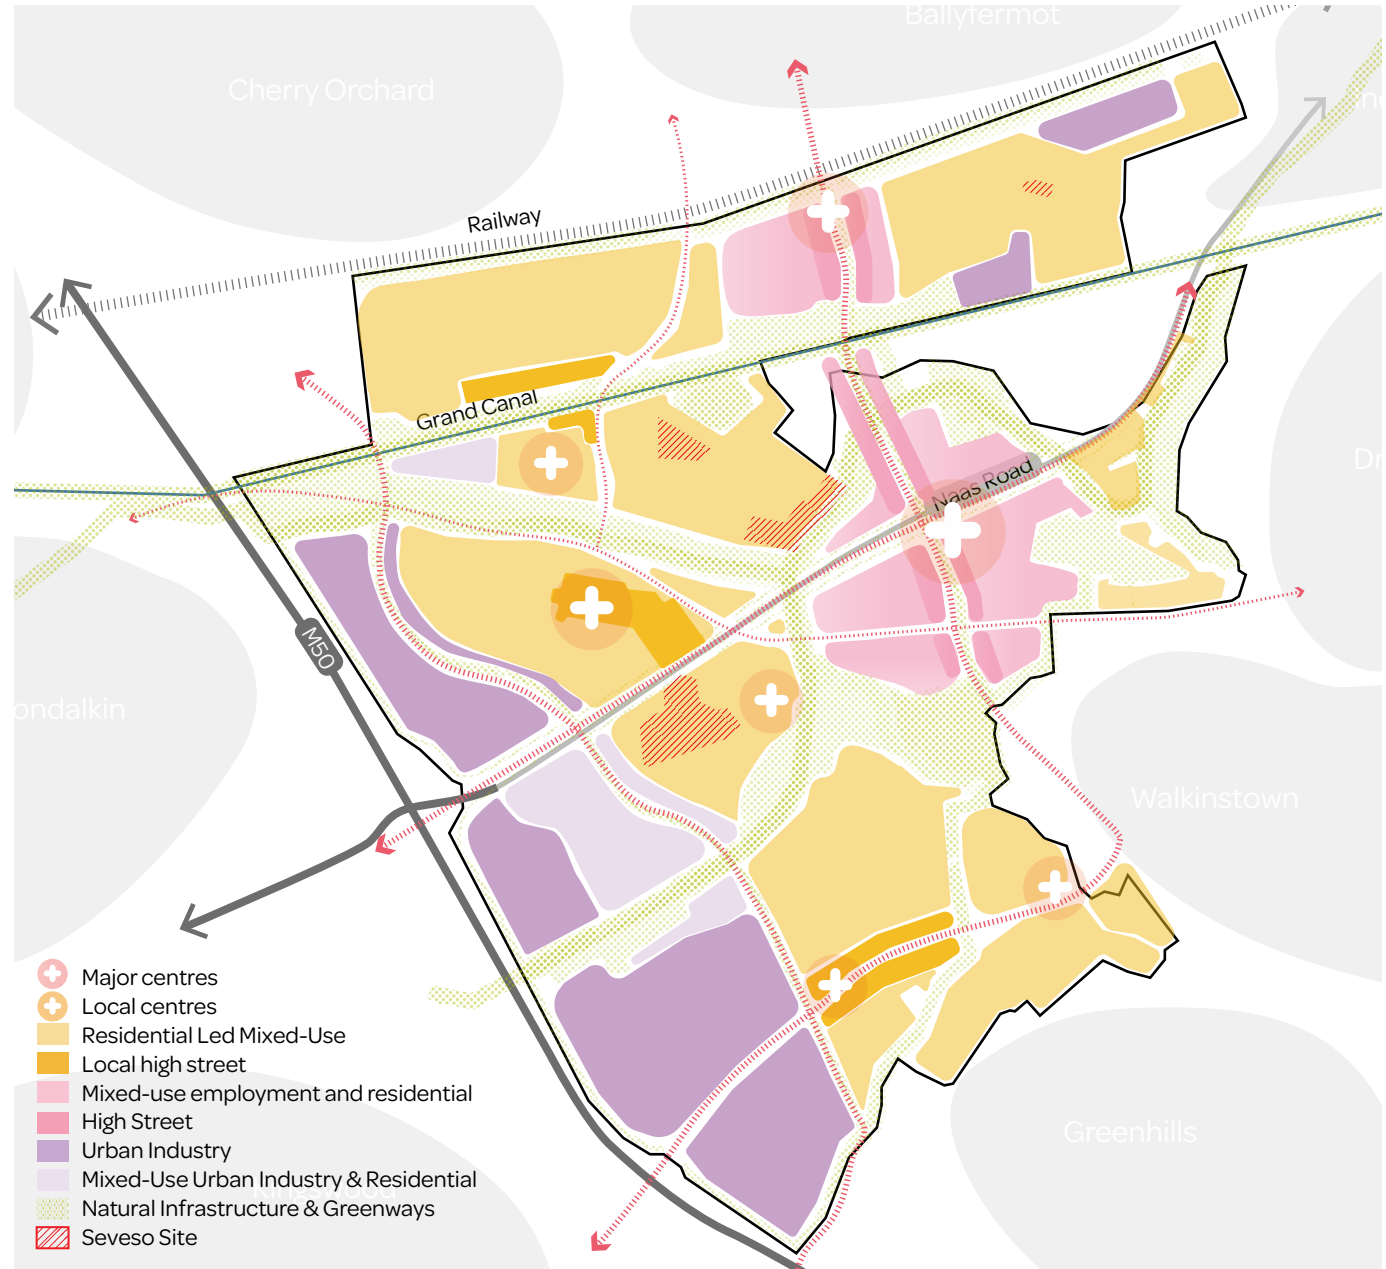 Ballyfermot
Cherry Orchard
Railway
Grand Canal
Naas Road
M50
ondalkin
Walkinstown
Greenhills
Kingswood
Major centres
Local centres
Residential Led Mixed-Use
Local high street
Mixed-use employment and residential
High Street
Urban Industry
Mixed-Use Urban Industry & Residential
Natural Infrastructure & Greenways
Seveso Site